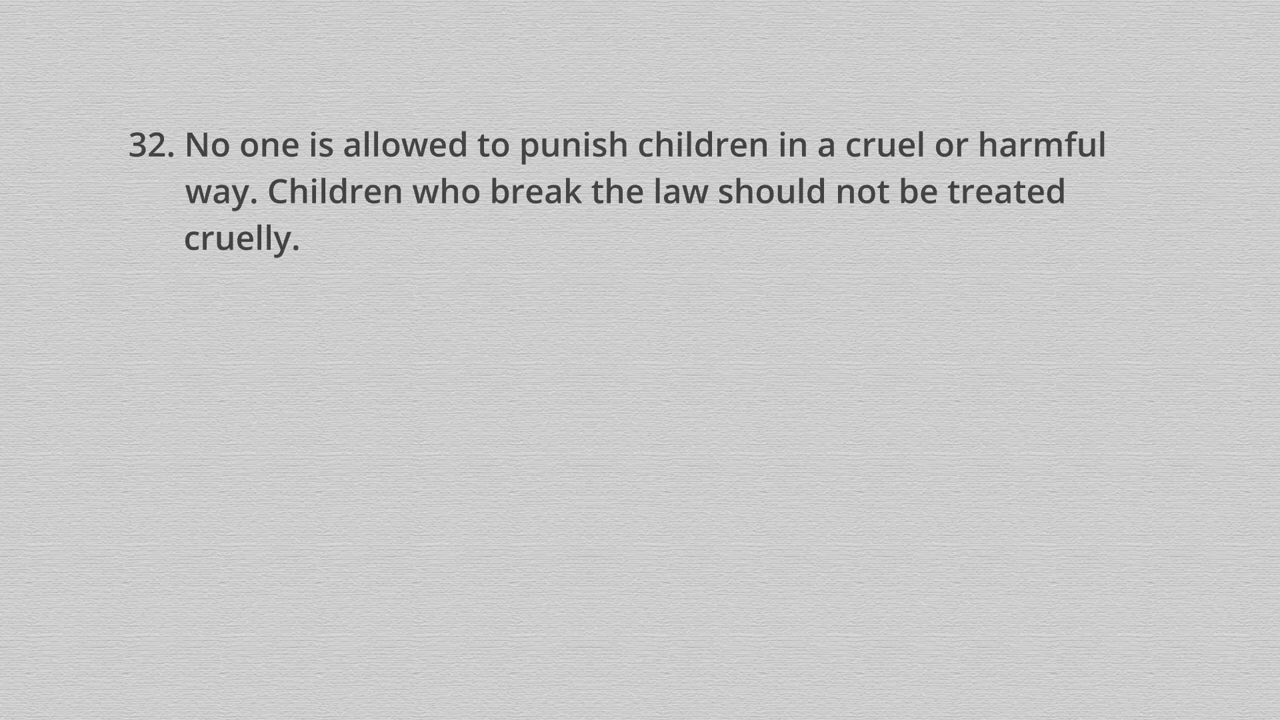 32. No one is allowed to punish children in a cruel or harmful
way. Children who break the law should not be treated
cruelly.